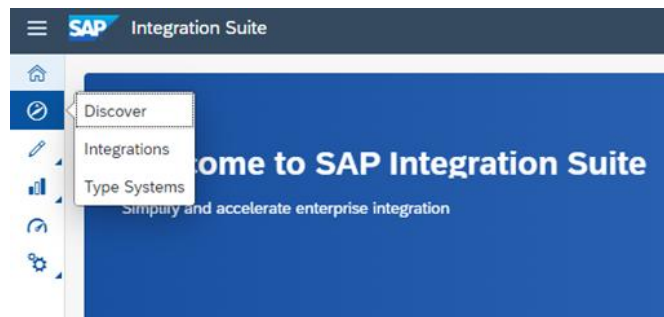 SAP Integration Suite
Discover
Integrations
come to SAP Integration Suite
Type Systems
Simplify and accelerate enterprise integration